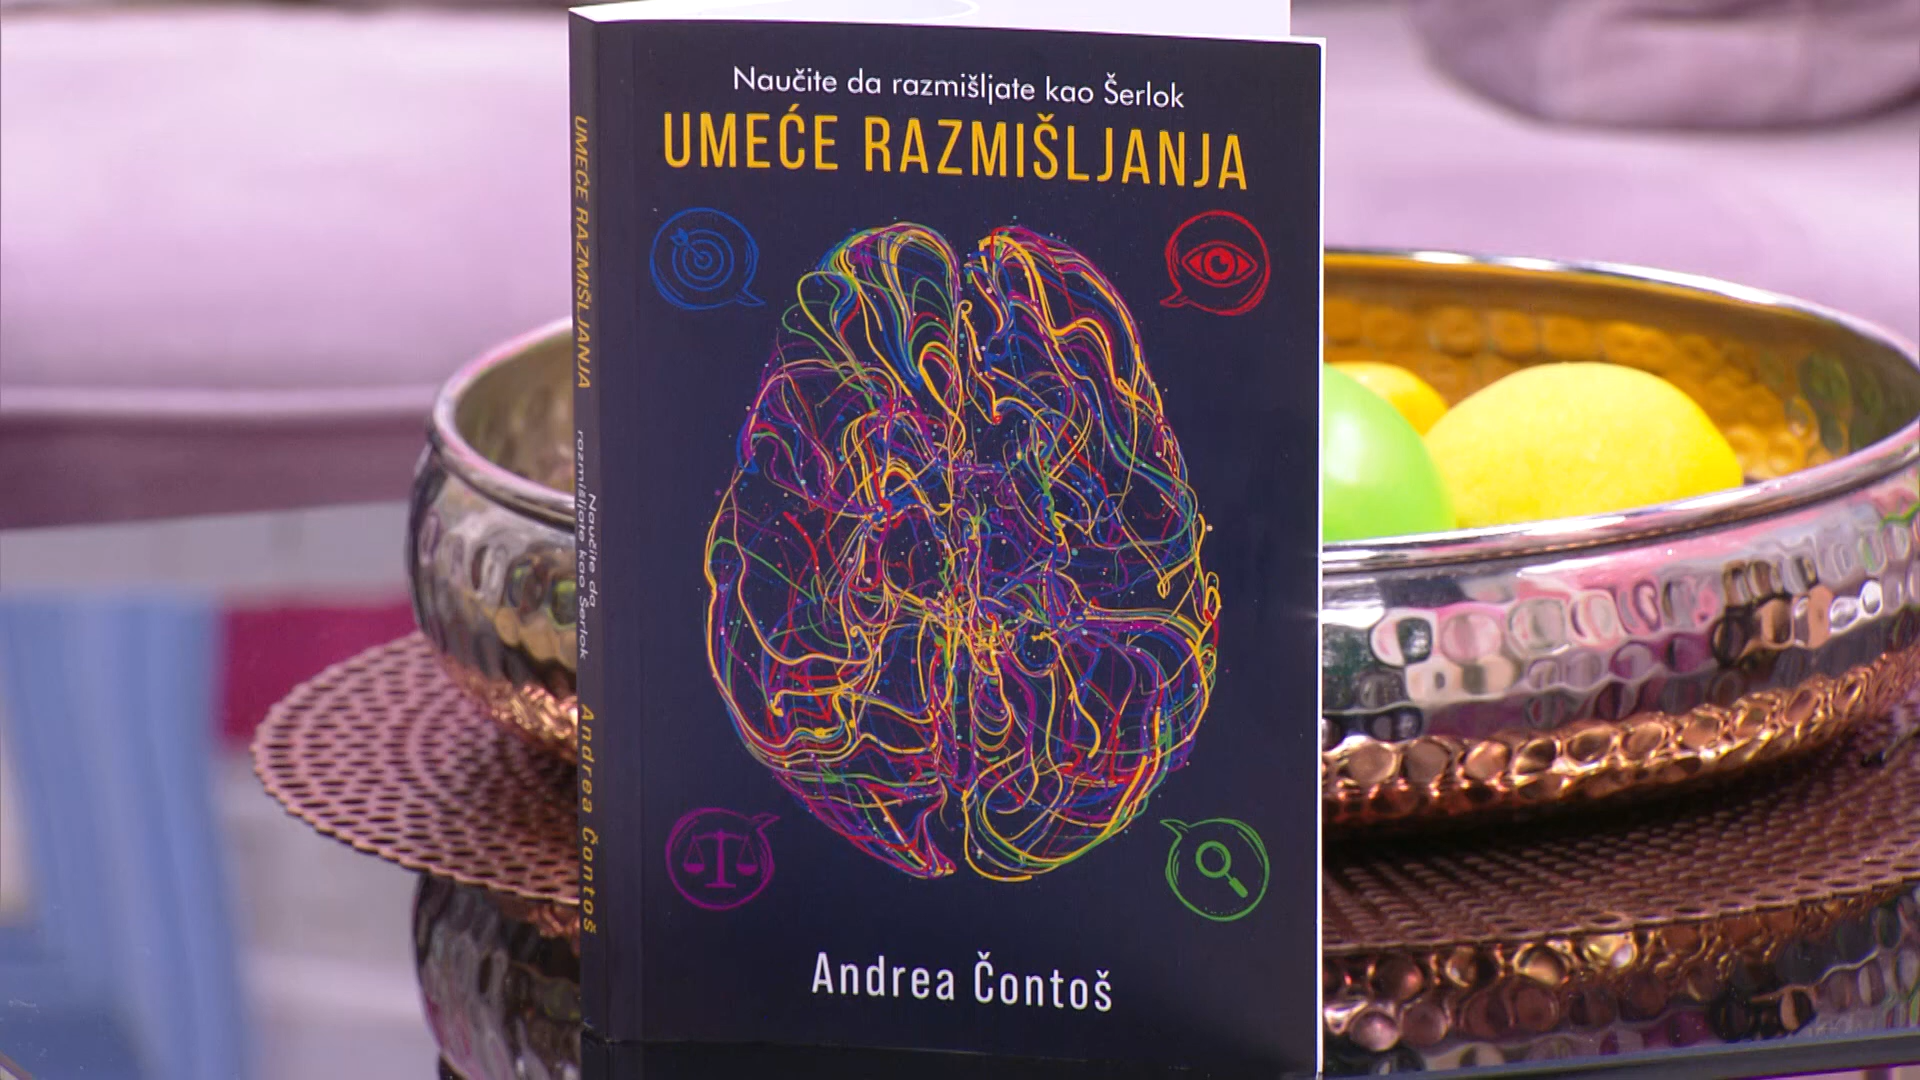 Naučite da razmišljate kao Šerlok
UMEĆE RAZMIŠLJANJA
Andrea Čontoš
UMEĆE RAZMIŠLJANJA
Naučite da
razmišljate kao Šerlok
Andrea Čontoš